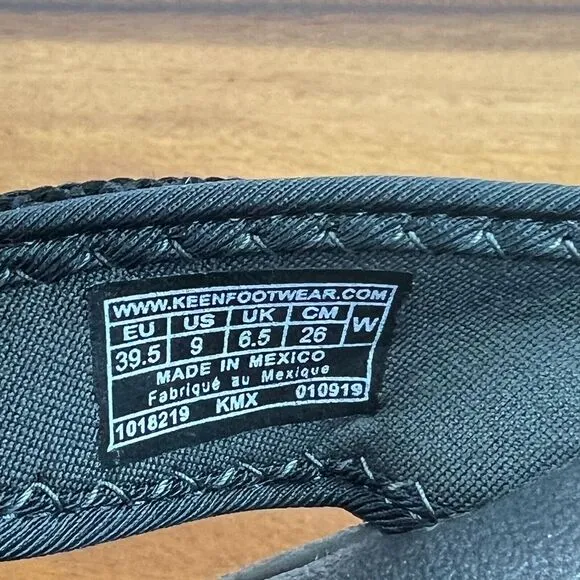 WWW.KEENFOOTWEAR.COM
EU US UK CM W
39.5 9 6.5 26
MADE IN MEXICO
Fabriqué au Mexique
1018219 KMX 010919